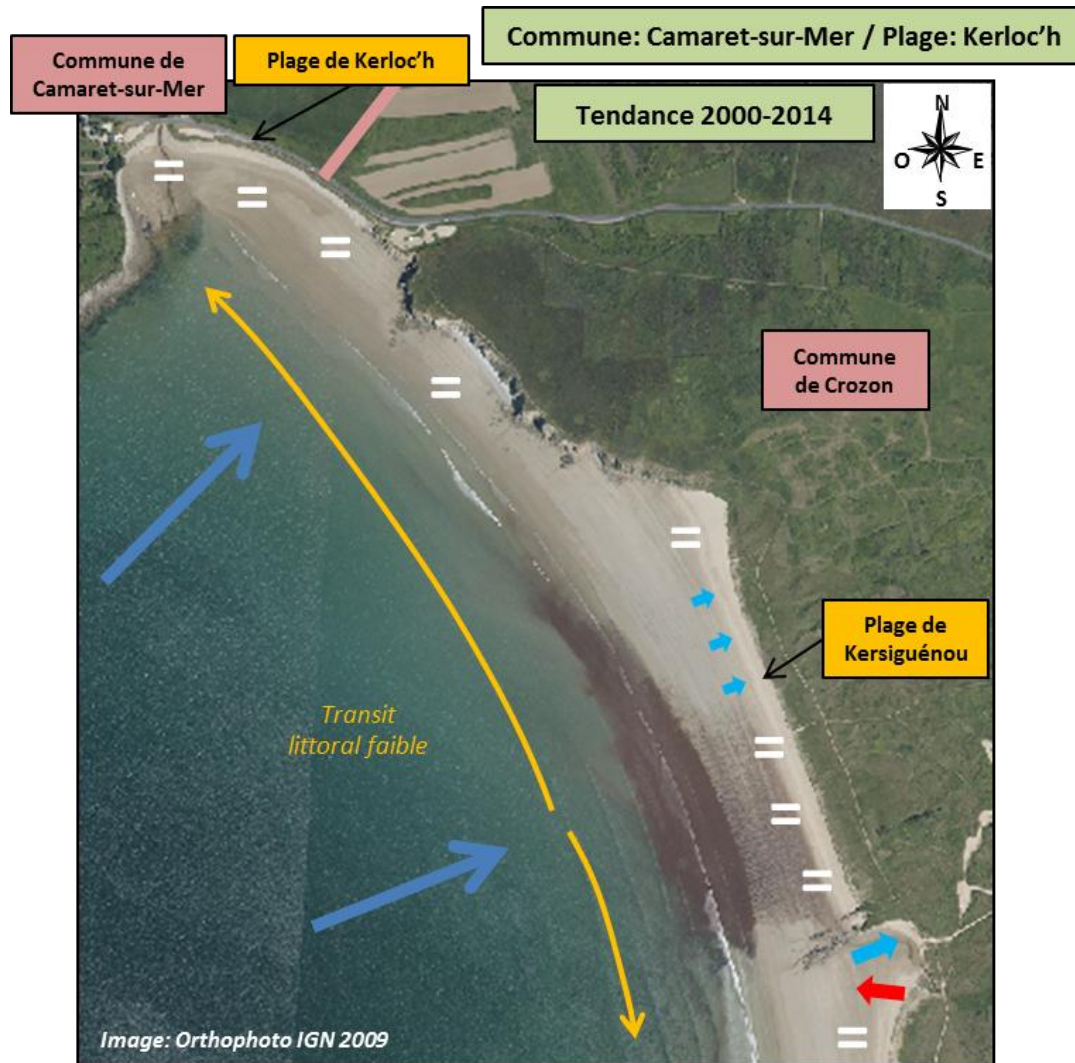 Commune: Camaret-sur-Mer / Plage: Kerloc'h
Commune de
Camaret-sur-Mer
Plage de Kerloc'h
Tendance 2000-2014
N
O
E
S
Commune
de Crozon
Plage de
Kersiguénou
Transit
littoral faible
Image: Orthophoto IGN 2009